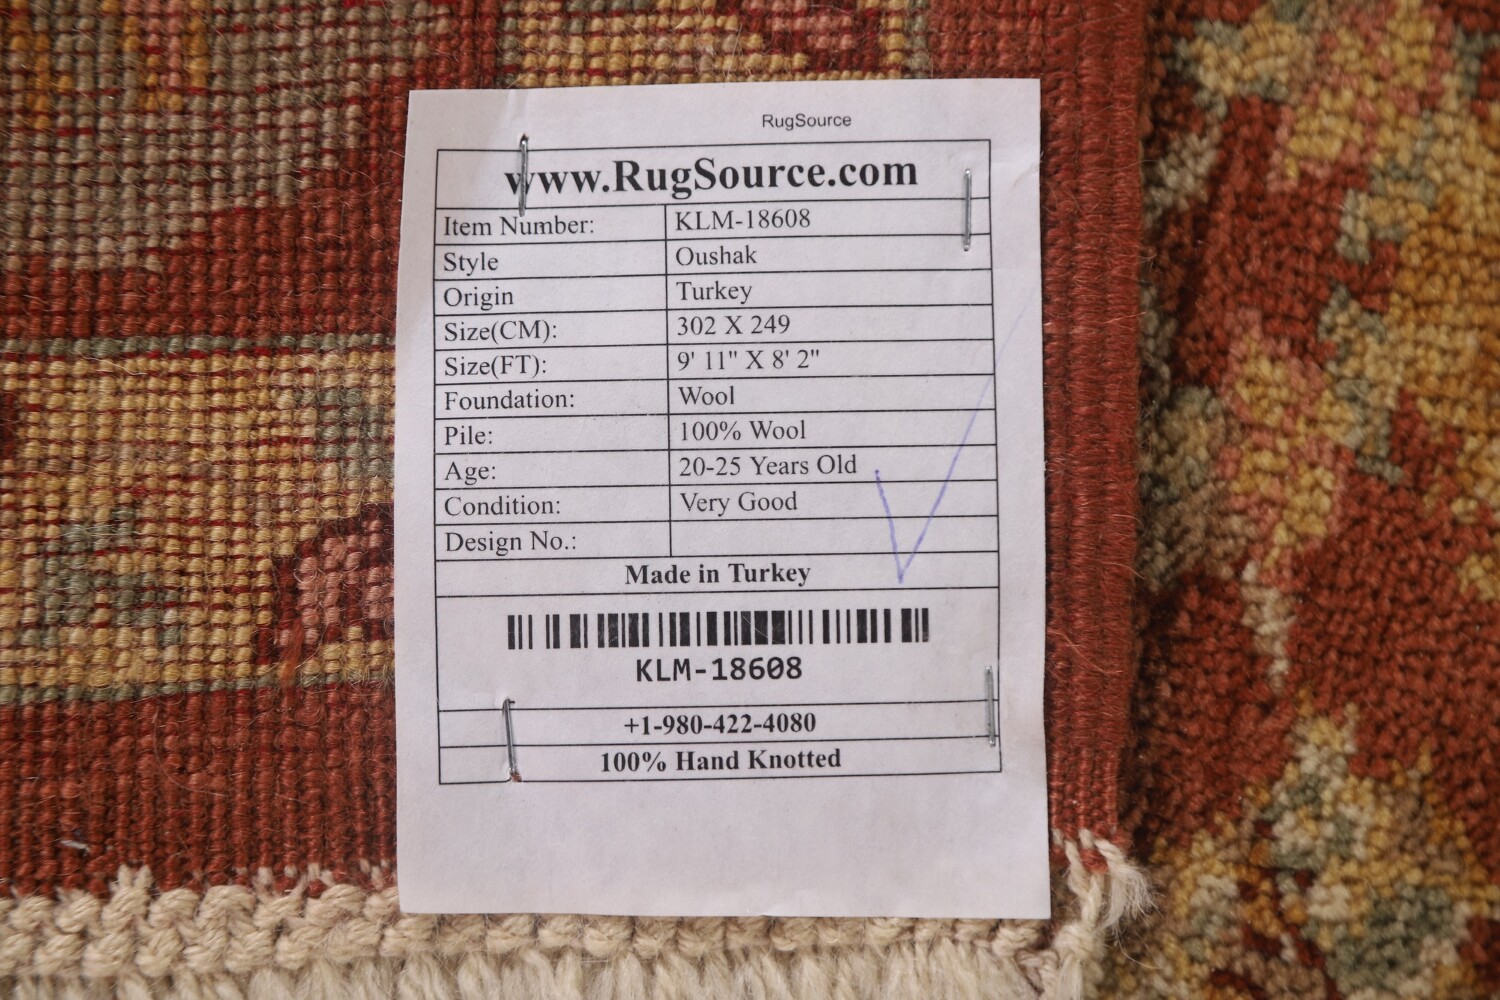 RugSource
www.RugSource.com
Item Number: KLM-18608
Style Oushak
Origin Turkey
Size(CM): 302 X 249
Size(FT): 9' 11" X 8' 2"
Foundation: Wool
Pile: 100% Wool
Age: 20-25 Years Old
Condition: Very Good
Design No.:
Made in Turkey
KLM-18608
+1-980-422-4080
100% Hand Knotted